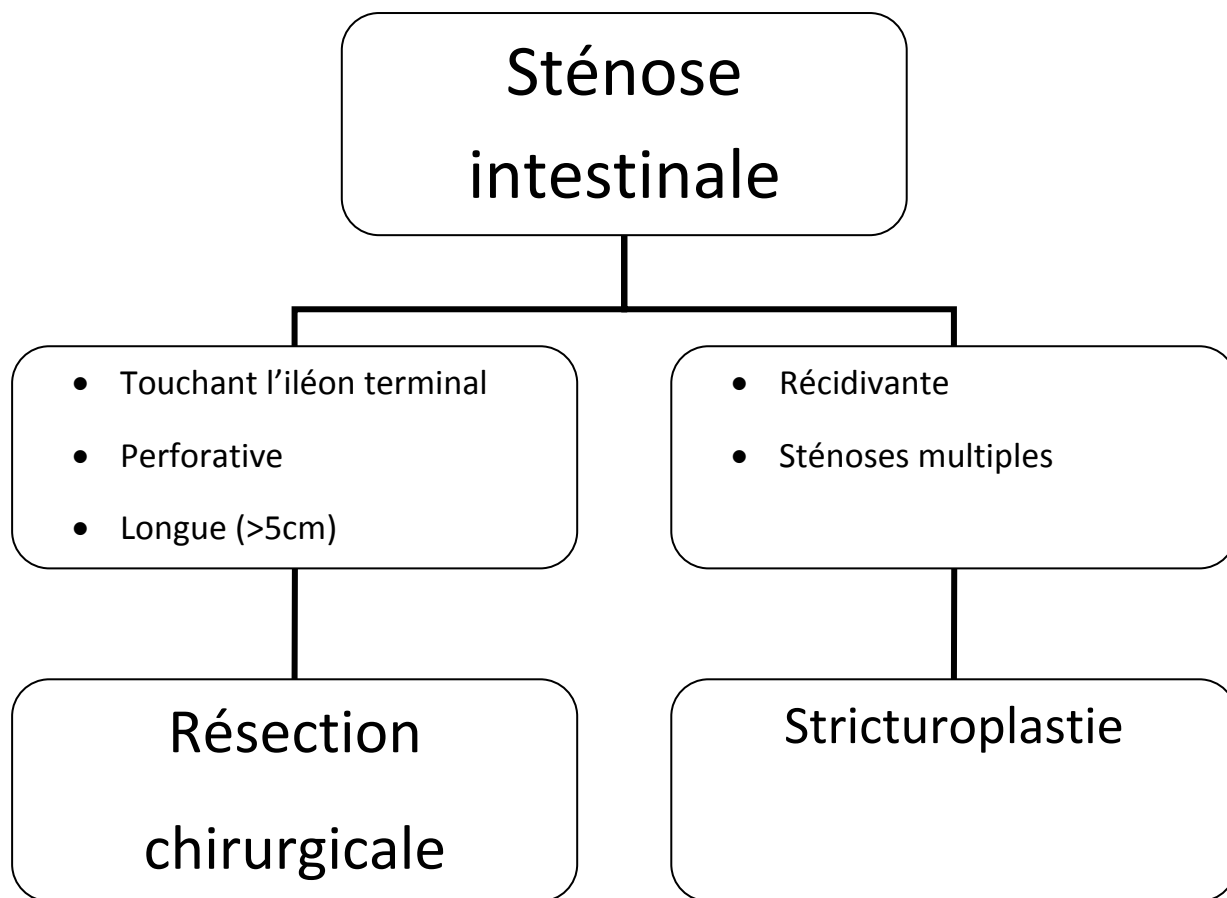 Sténose
intestinale
• Touchant l’iléon terminal
• Perforative
• Longue (>5cm)
• Récidivante
• Sténoses multiples
Résection
chirurgicale
Stricturoplastie